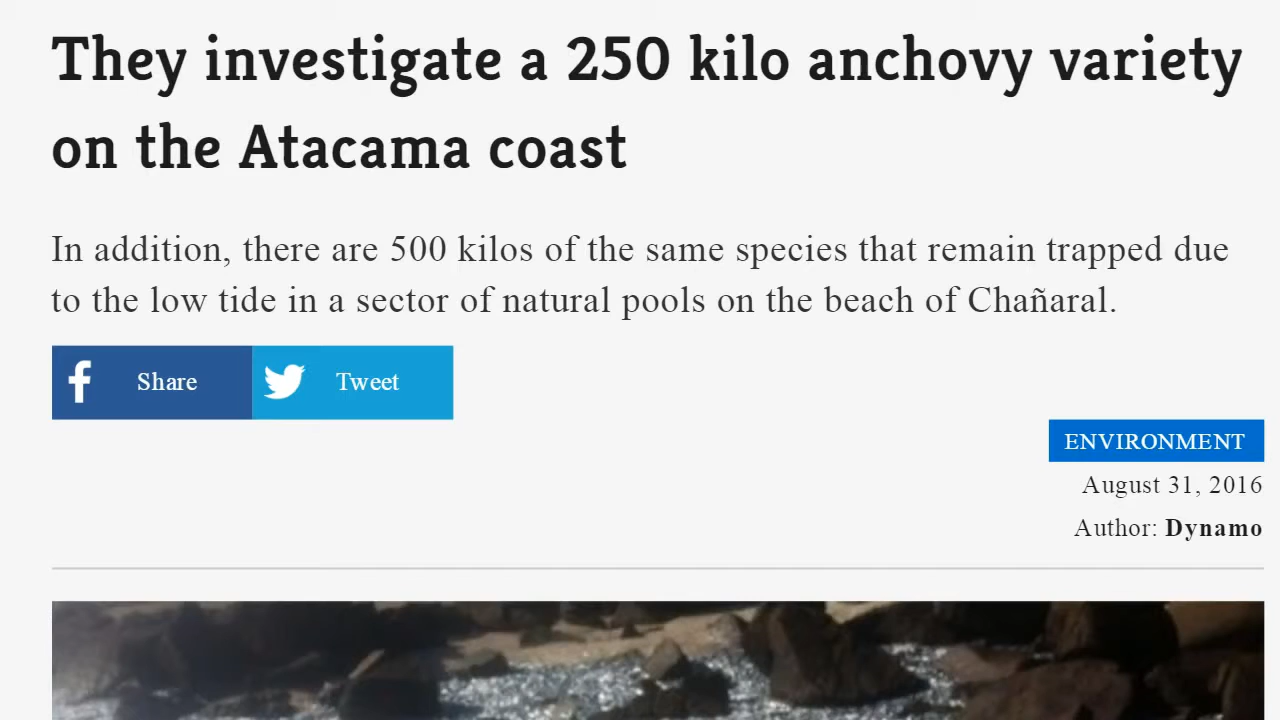 They investigate a 250 kilo anchovy variety
on the Atacama coast
In addition, there are 500 kilos of the same species that remain trapped due
to the low tide in a sector of natural pools on the beach of Chañaral.
Share
Tweet
ENVIRONMENT
August 31, 2016
Author: Dynamo